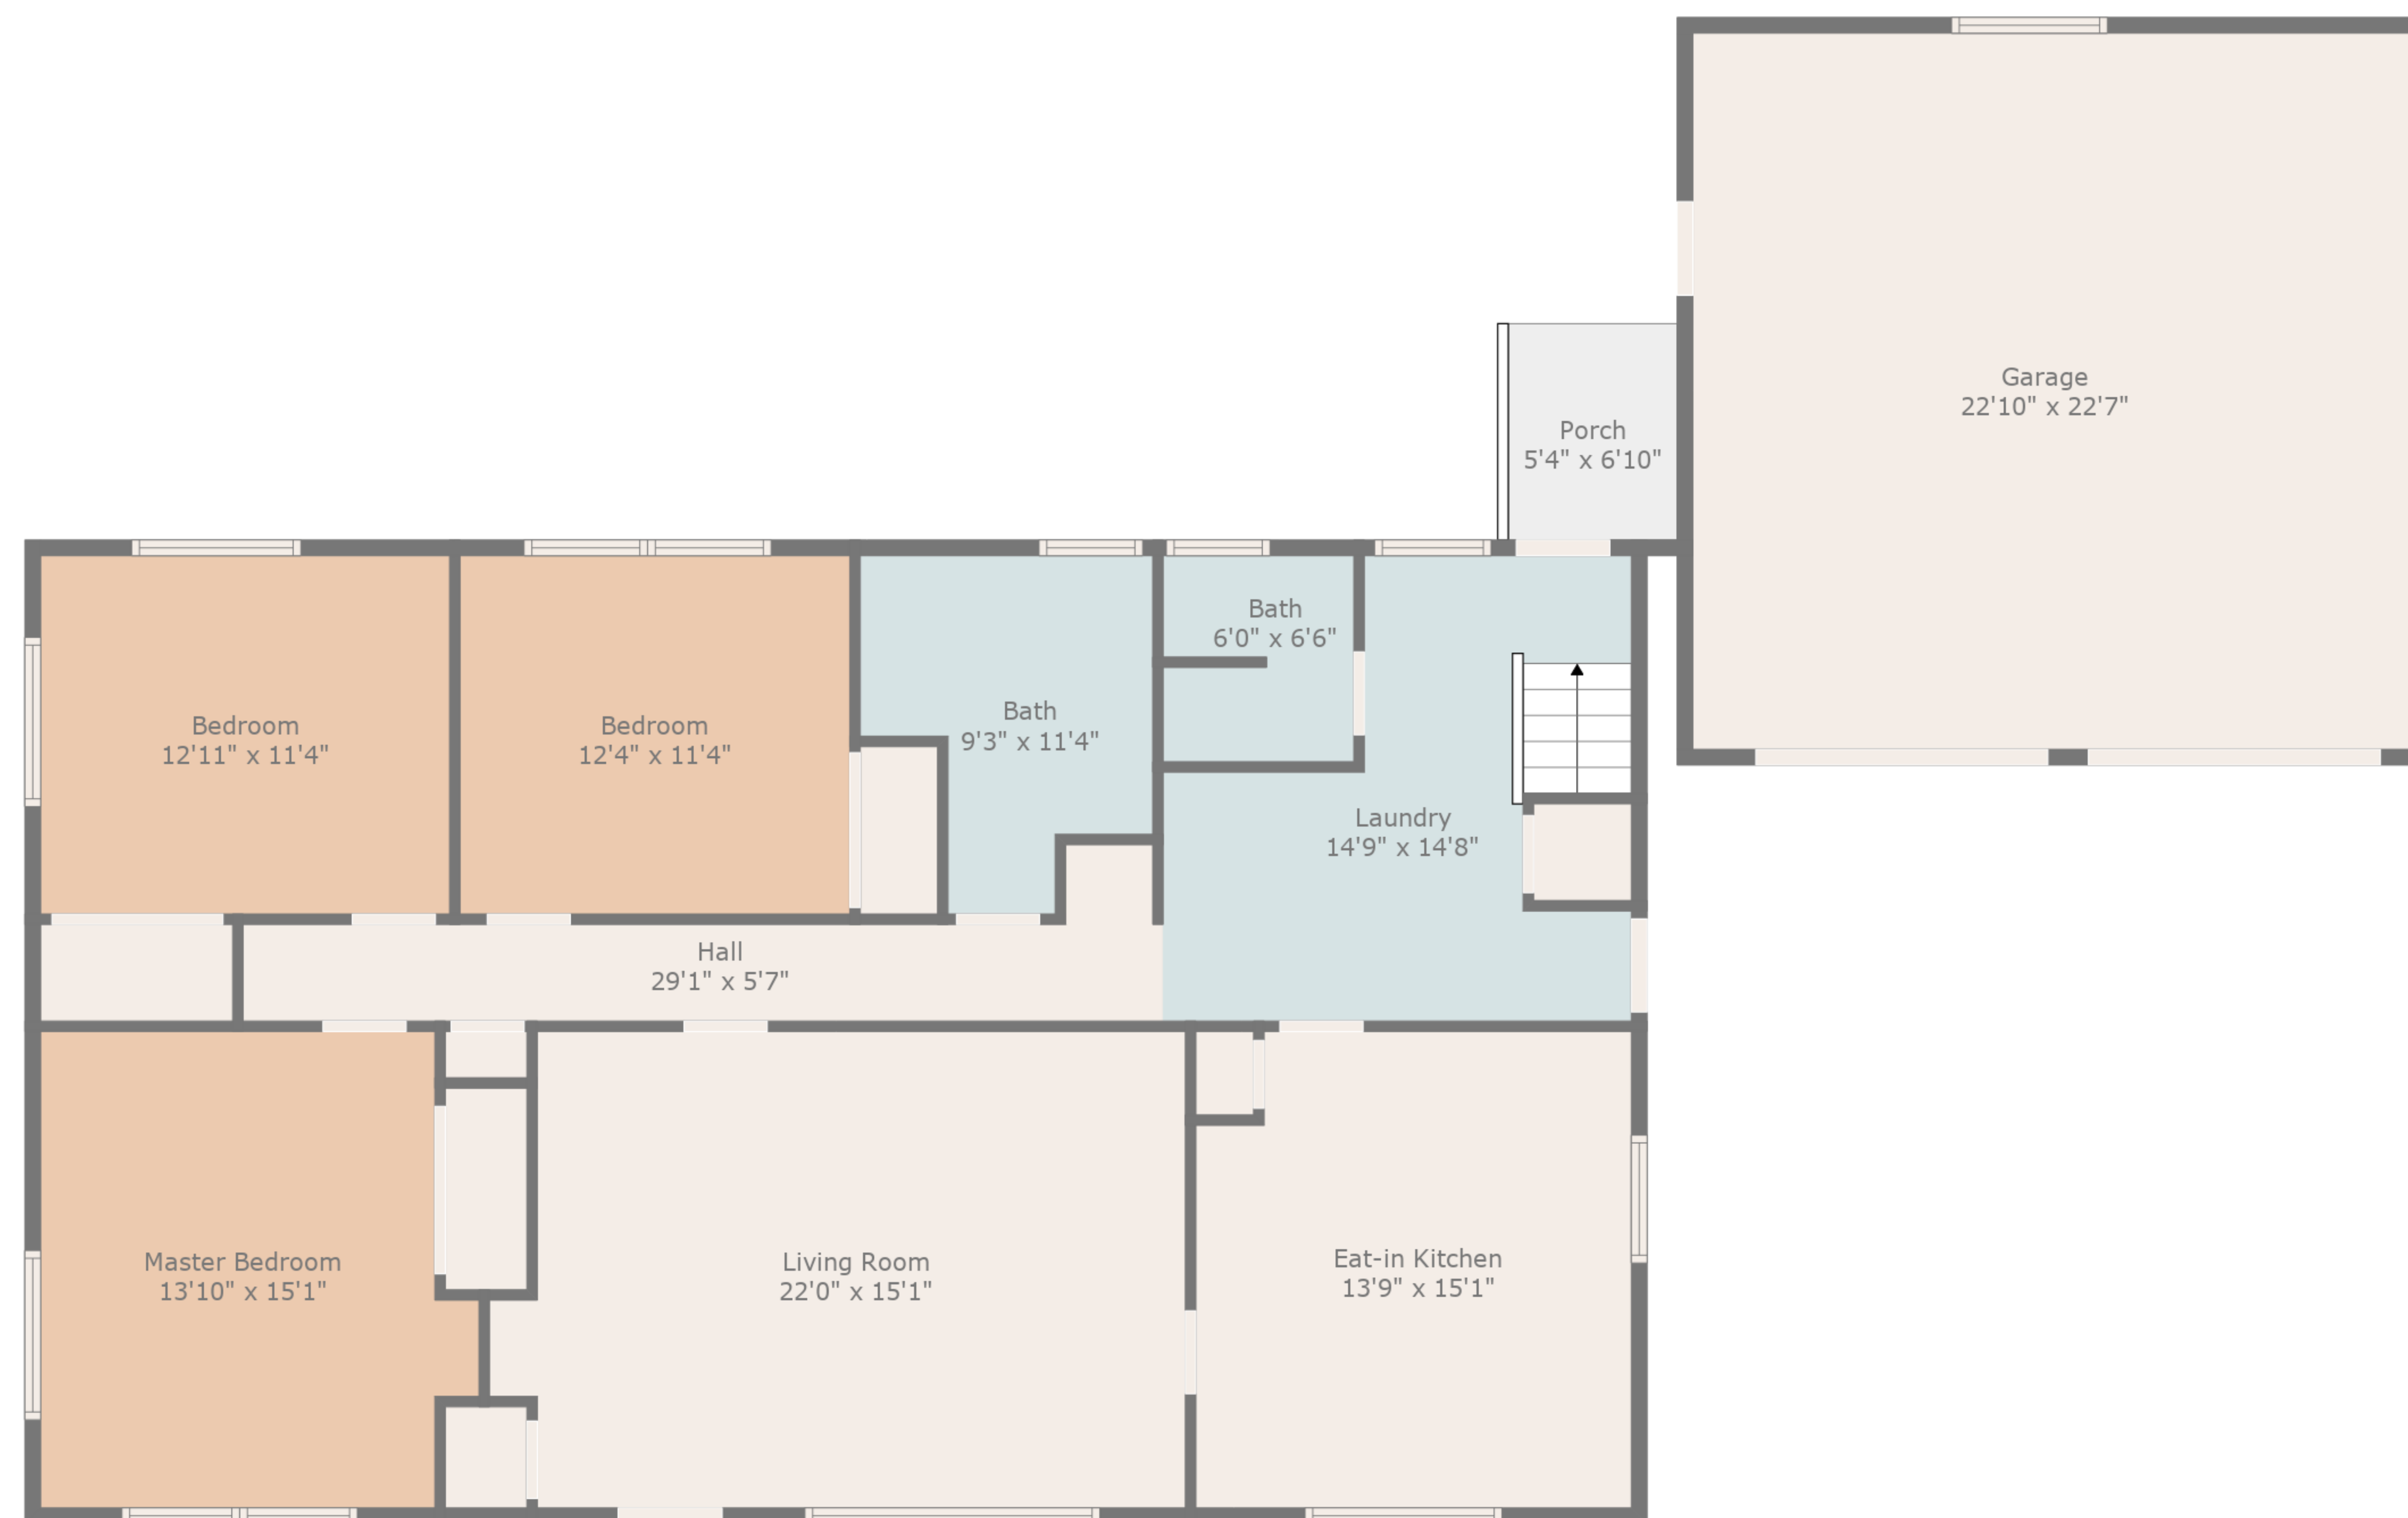 Garage
22'10" x 22'7"
Porch
5'4" x 6'10"
Bath
6'0" x 6'6"
Bedroom
12'11" x 11'4"
Bedroom
12'4" x 11'4"
Bath
9'3" x 11'4"
Laundry
14'9" x 14'8"
Hall
29'1" x 5'7"
Master Bedroom
13'10" x 15'1"
Living Room
22'0" x 15'1"
Eat-in Kitchen
13'9" x 15'1"